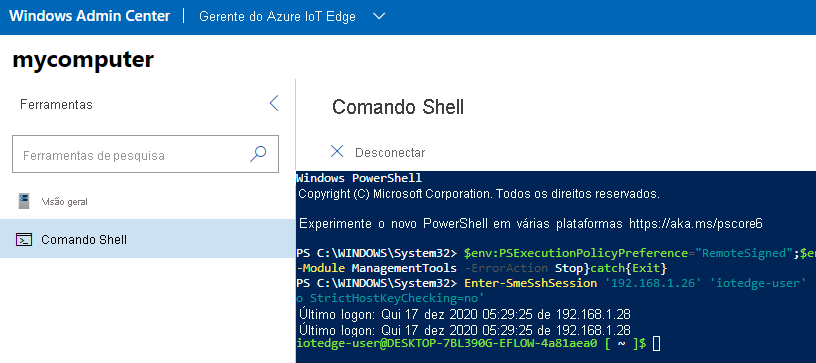 Windows Admin Center | Gerente do Azure IoT Edge
mycomputer
Ferramentas
Ferramentas de pesquisa
Visão geral
Comando Shell
Comando Shell
Desconectar
Windows PowerShell
Copyright (C) Microsoft Corporation. Todos os direitos reservados.
Experimente o novo PowerShell em várias plataformas https://aka.ms/pscore6
PS C:\WINDOWS\System32> $env:PSExecutionPolicyPreference="RemoteSigned";$en
-Module ManagementTools -ErrorAction Stop}catch{Exit}
PS C:\WINDOWS\System32> Enter-SmeSshSession '192.168.1.26' 'iotedge-user'
o StrictHostKeyChecking=no'
Último logon: Qui 17 dez 2020 05:29:25 de 192.168.1.28
Último logon: Qui 17 dez 2020 05:29:25 de 192.168.1.28
iotedge-user@DESKTOP-7BL390G-EFLOW-4a81aea0 [ ~ ]$